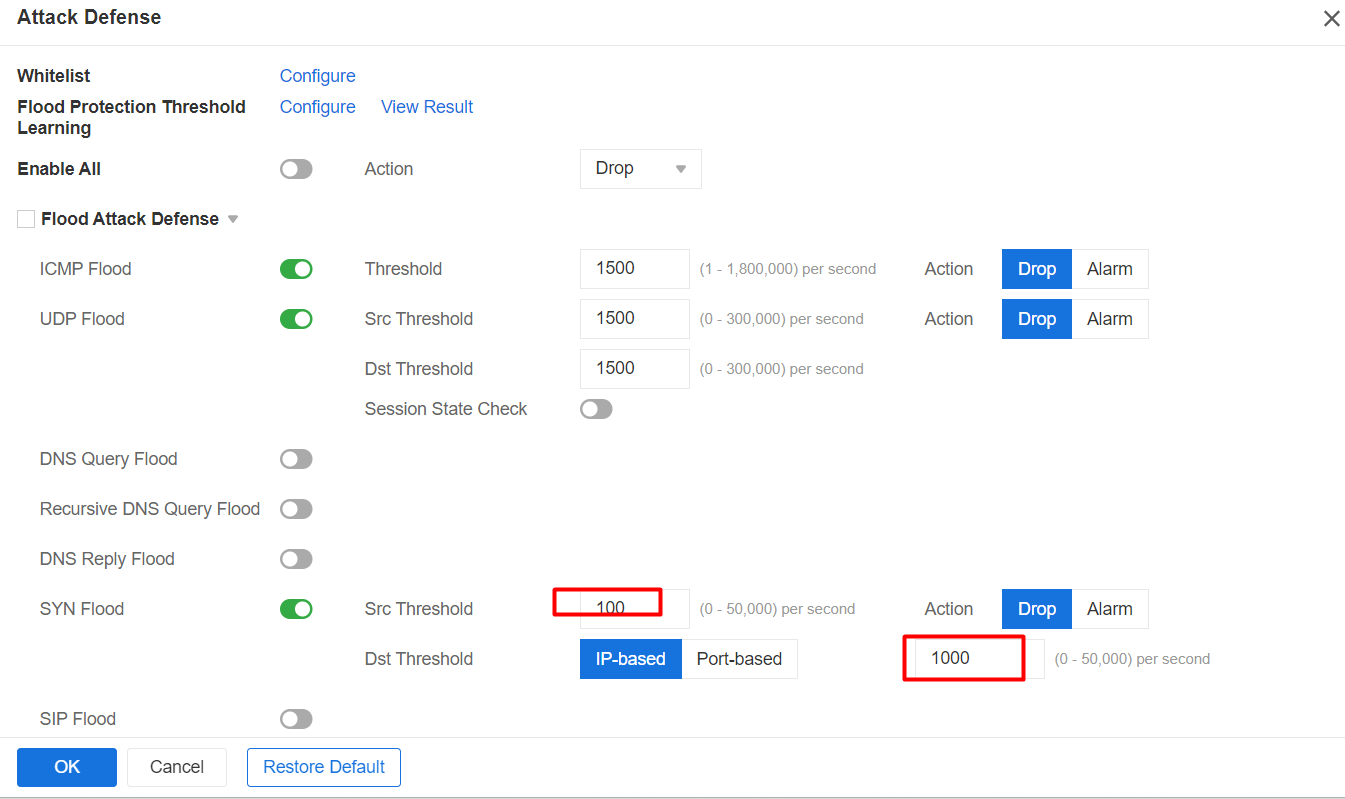 Attack Defense
Whitelist Configure
Flood Protection Threshold Learning Configure View Result
Enable All Action Drop
Flood Attack Defense
ICMP Flood Threshold 1500 (1 - 1,800,000) per second Action Drop Alarm
UDP Flood Src Threshold 1500 (0 - 300,000) per second Action Drop Alarm
Dst Threshold 1500 (0 - 300,000) per second
Session State Check
DNS Query Flood
Recursive DNS Query Flood
DNS Reply Flood
SYN Flood Src Threshold 100 (0 - 50,000) per second Action Drop Alarm
Dst Threshold IP-based Port-based 1000 (0 - 50,000) per second
SIP Flood
OK Cancel Restore Default